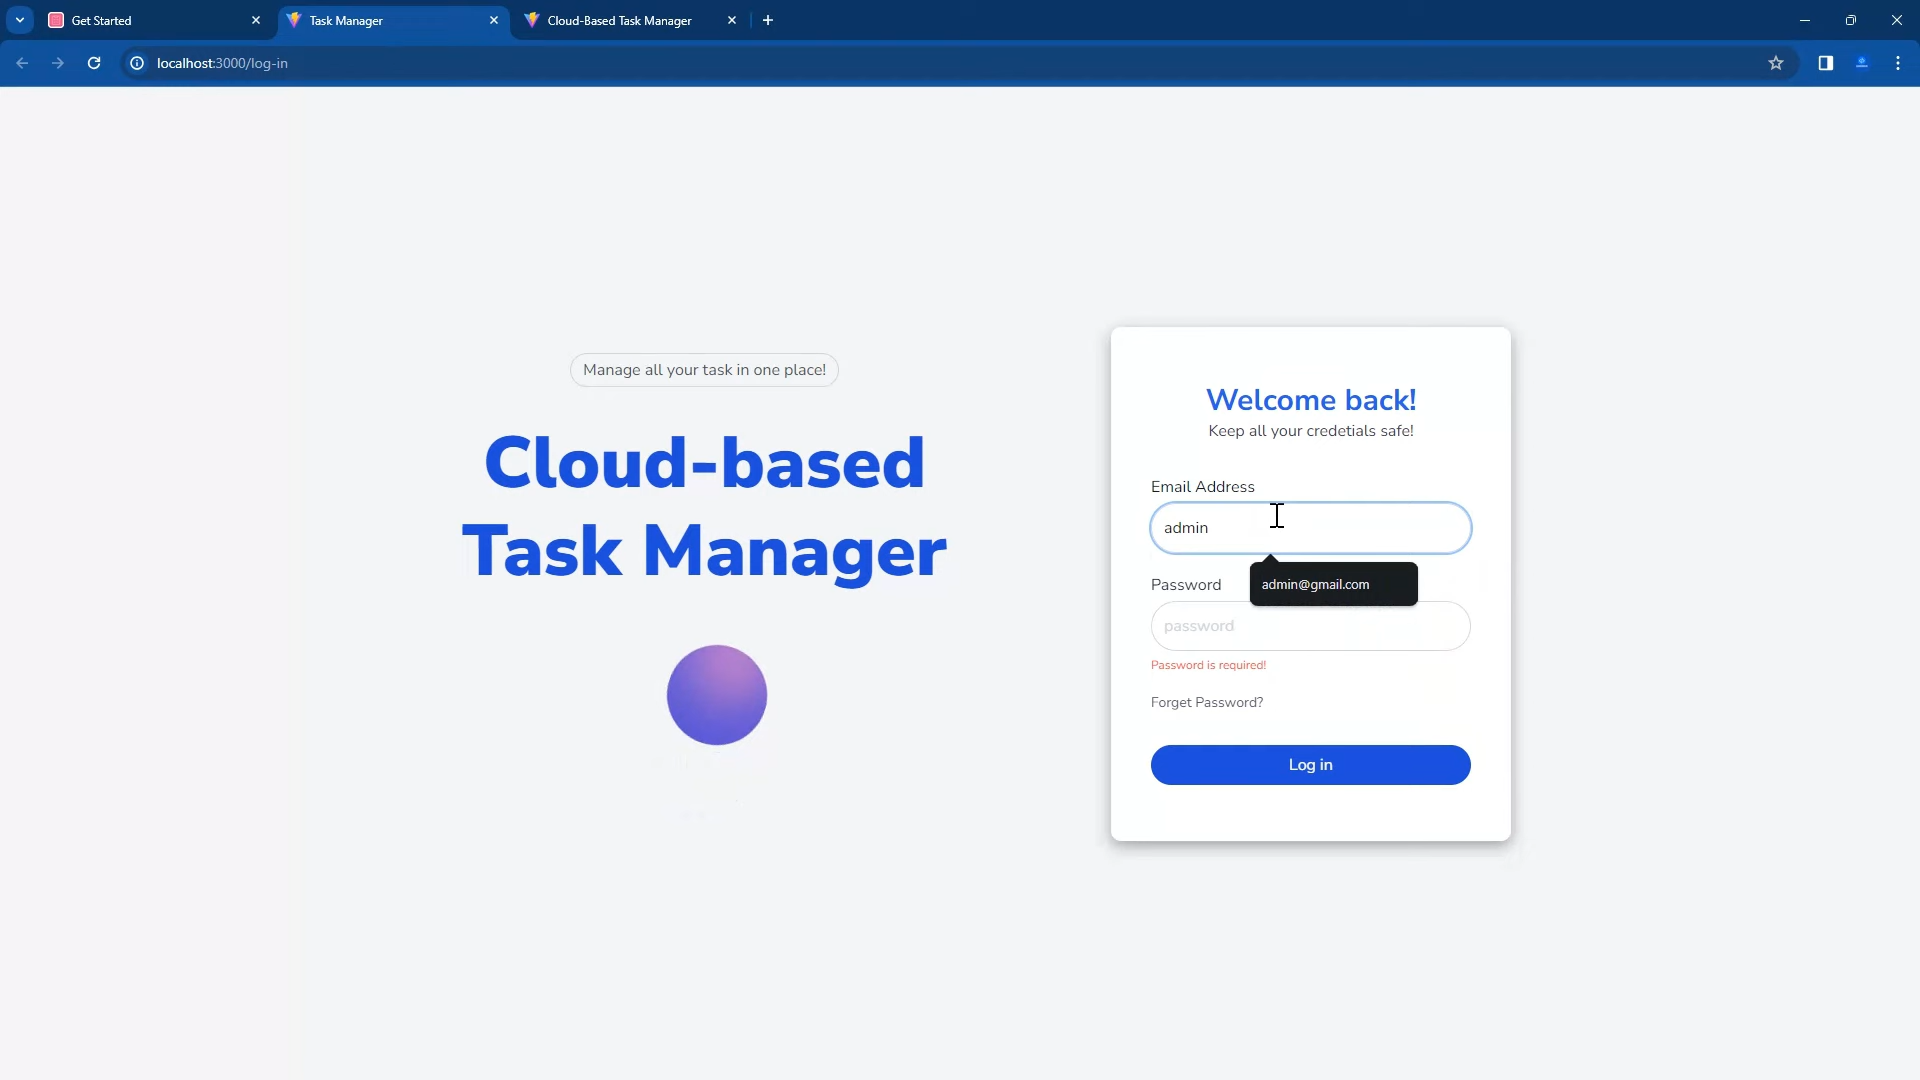 Get Started
Task Manager
Cloud-Based Task Manager
localhost:3000/log-in
Manage all your task in one place!
Cloud-based
Task Manager
Welcome back!
Keep all your credetials safe!
Email Address
admin
admin@gmail.com
Password
password
Password is required!
Forget Password?
Log in